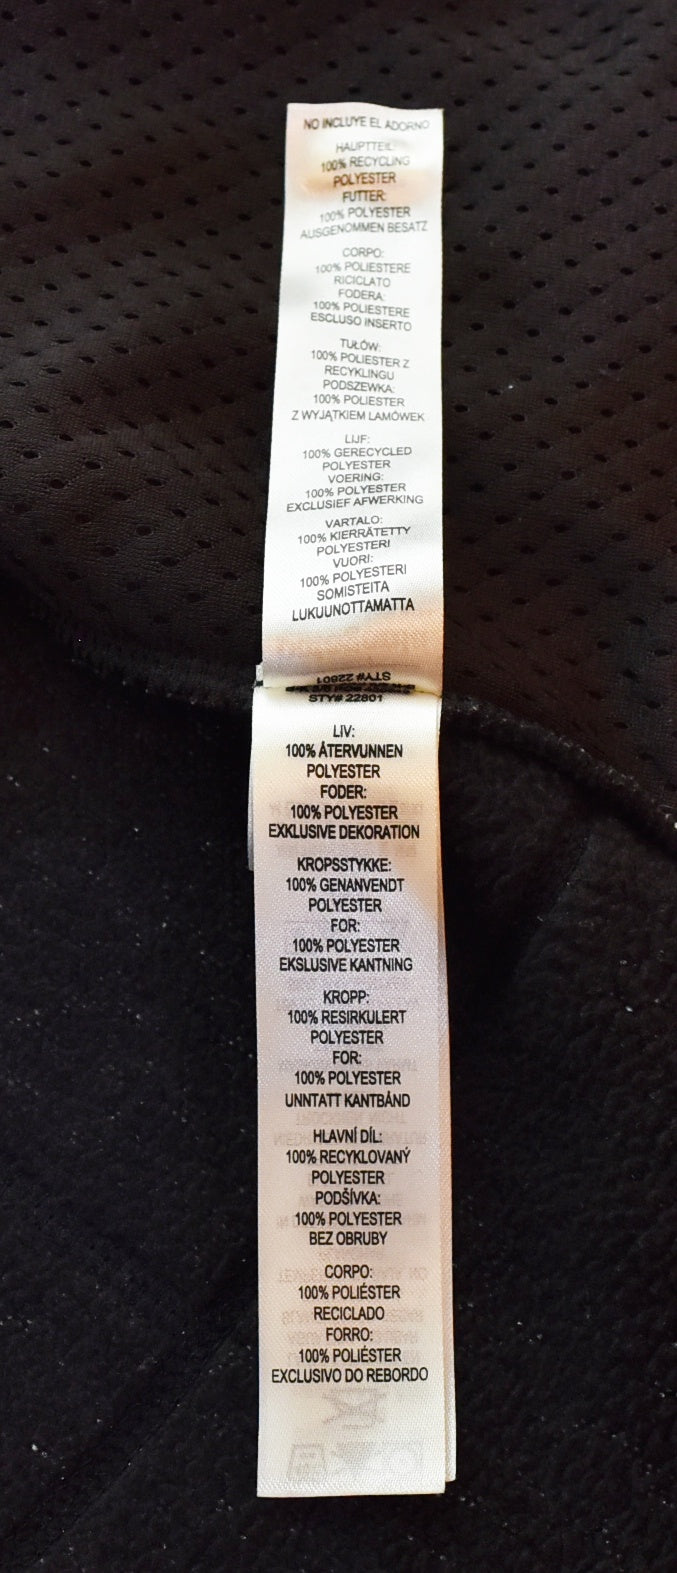 NO INCLUYE EL ADORNO
HAUPTTEIL:
100% RECYCLING
POLYESTER
FUTTER:
100% POLYESTER
AUSGENOMMEN BESATZ
CORPO:
100% POLIESTERE
RICICLATO
FODERA:
100% POLIESTERE
ESCLUSO INSERTO
TUŁÓW:
100% POLIESTER Z
RECYKLINGU
PODSZEWKA:
100% POLIESTER
Z WYJĄTKIEM LAMÓWEK
LIJF:
100% GERECYCLED
POLYESTER
VOERING:
100% POLYESTER
EXCLUSIEF AFWERKING
VARTALO:
100% KIERRÄTETTY
POLYESTERI
VUORI:
100% POLYESTERI
SOMISTEITA
LUKUUNOTTAMATTA
STY# 22801
STY# 22801
LIV:
100% ÅTERVUNNEN
POLYESTER
FODER:
100% POLYESTER
EXKLUSIVE DEKORATION
KROPSSTYKKE:
100% GENANVENDT
POLYESTER
FOR:
100% POLYESTER
EKSLUSIVE KANTNING
KROPP:
100% RESIRKULERT
POLYESTER
FOR:
100% POLYESTER
UNNTATT KANTBÅND
HLAVNÍ DÍL:
100% RECYKLOVANÝ
POLYESTER
PODŠÍVKA:
100% POLYESTER
BEZ OBRUBY
CORPO:
100% POLIÉSTER
RECICLADO
FORRO:
100% POLIÉSTER
EXCLUSIVO DO REBORDO